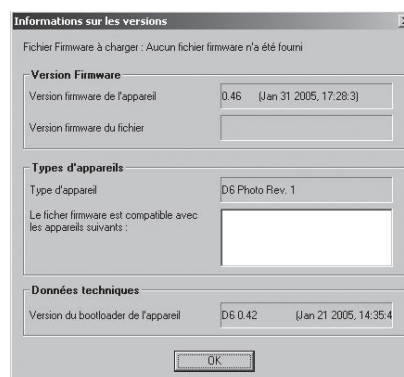 Informations sur les versions
Fichier Firmware à charger : Aucun fichier firmware n'a été fourni
Version Firmware
Version firmware de l'appareil 0.46 (Jan 31 2005, 17:28:3)
Version firmware du fichier
Types d'appareils
Type d'appareil D6 Photo Rev. 1
Le ficher firmware est compatible avec
les appareils suivants :
Données techniques
Version du bootloader de l'appareil D6 0.42 (Jan 21 2005, 14:35:4
OK